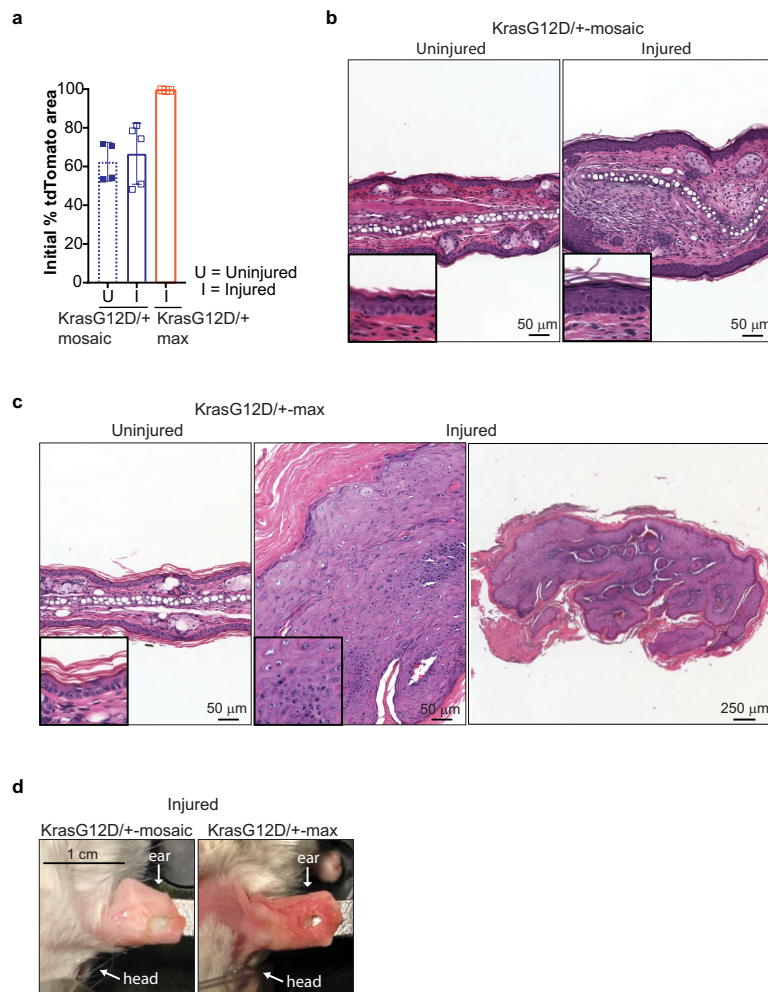 a
Initial % tdTomato area
100
80
60
40
20
0
U I I
KrasG12D/+ KrasG12D/+
mosaic max
U = Uninjured
I = Injured
b
KrasG12D/+-mosaic
Uninjured Injured
50 μm 50 μm
c
KrasG12D/+-max
Uninjured Injured
50 μm 50 μm 250 μm
d
Injured
KrasG12D/+-mosaic KrasG12D/+-max
1 cm ear ear
head head